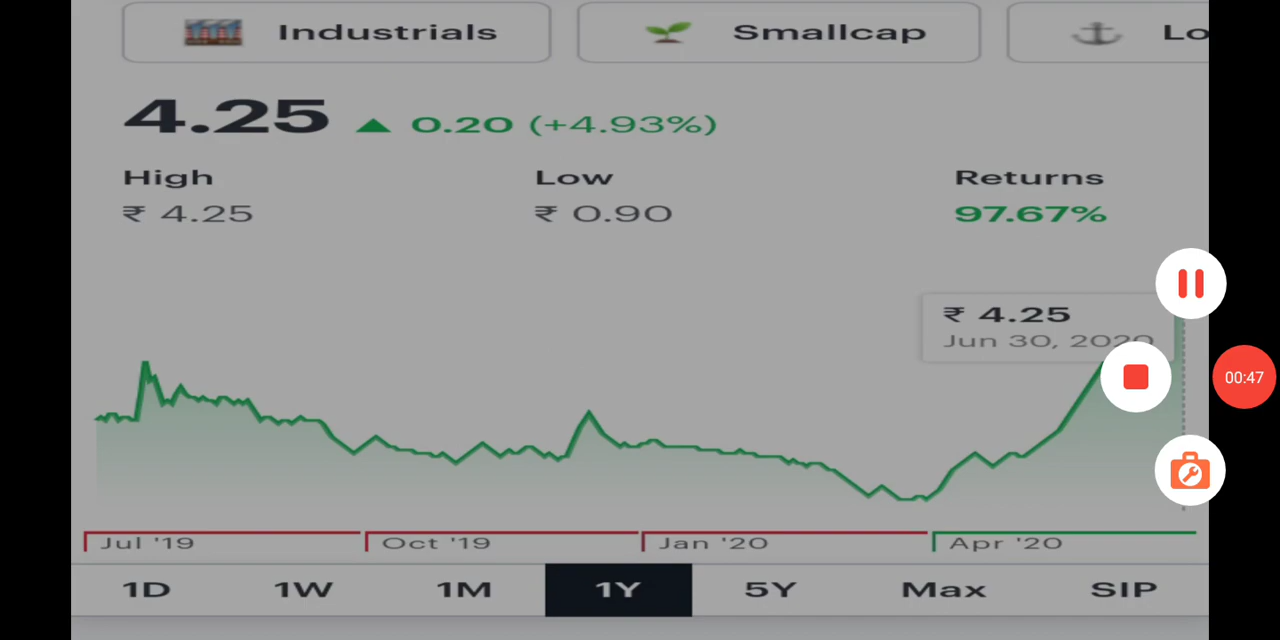 Industrials Smallcap Lo
4.25 ▲ 0.20 (+4.93%)
High Low Returns
₹ 4.25 ₹ 0.90 97.67%
₹ 4.25
Jun 30, 2020
00:47
Jul '19 Oct '19 Jan '20 Apr '20
1D 1W 1M 1Y 5Y Max SIP